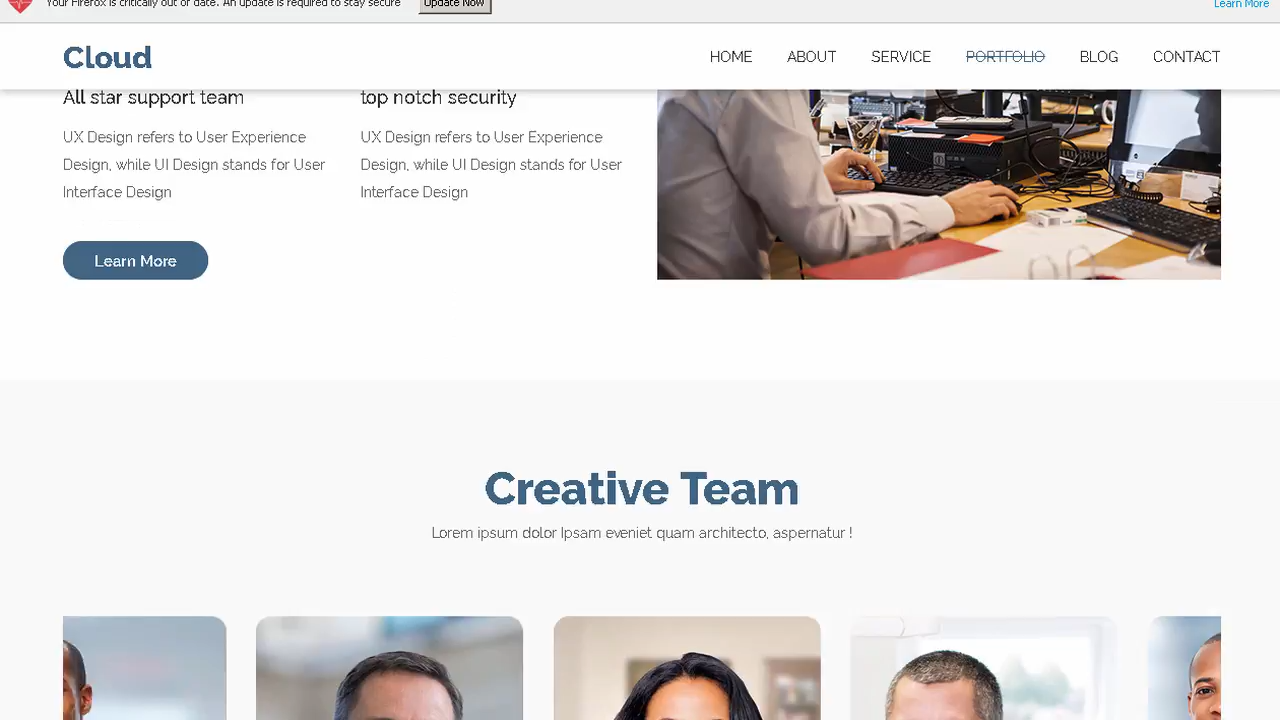 Your Firefox is critically out of date. An update is required to stay secure
Update Now
Learn More
Cloud
HOME
ABOUT
SERVICE
PORTFOLIO
BLOG
CONTACT
All star support team
UX Design refers to User Experience
Design, while UI Design stands for User
Interface Design
top notch security
UX Design refers to User Experience
Design, while UI Design stands for User
Interface Design
Learn More
Creative Team
Lorem ipsum dolor Ipsam eveniet quam architecto, aspernatur !